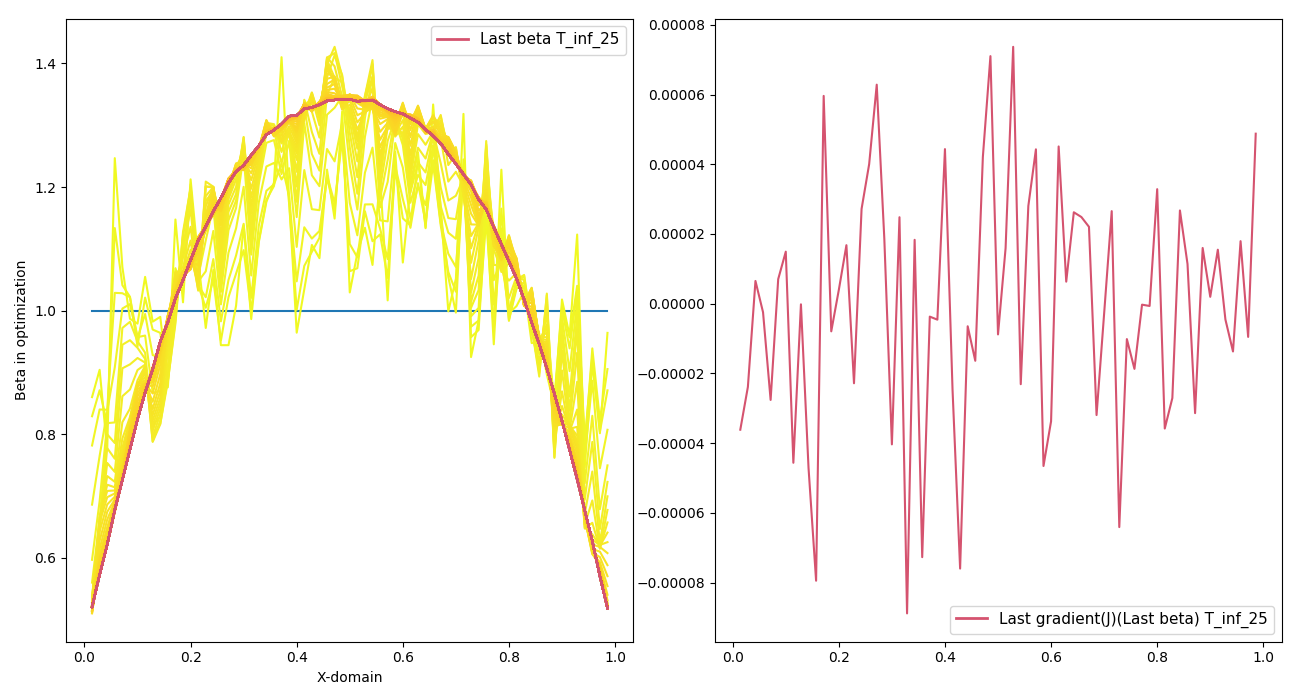 Last beta T_inf_25
1.4
1.2
1.0
0.8
0.6
Beta in optimization
0.0 0.2 0.4 0.6 0.8 1.0
X-domain
0.00008
0.00006
0.00004
0.00002
0.00000
−0.00002
−0.00004
−0.00006
−0.00008
Last gradient(J)(Last beta) T_inf_25
0.0 0.2 0.4 0.6 0.8 1.0